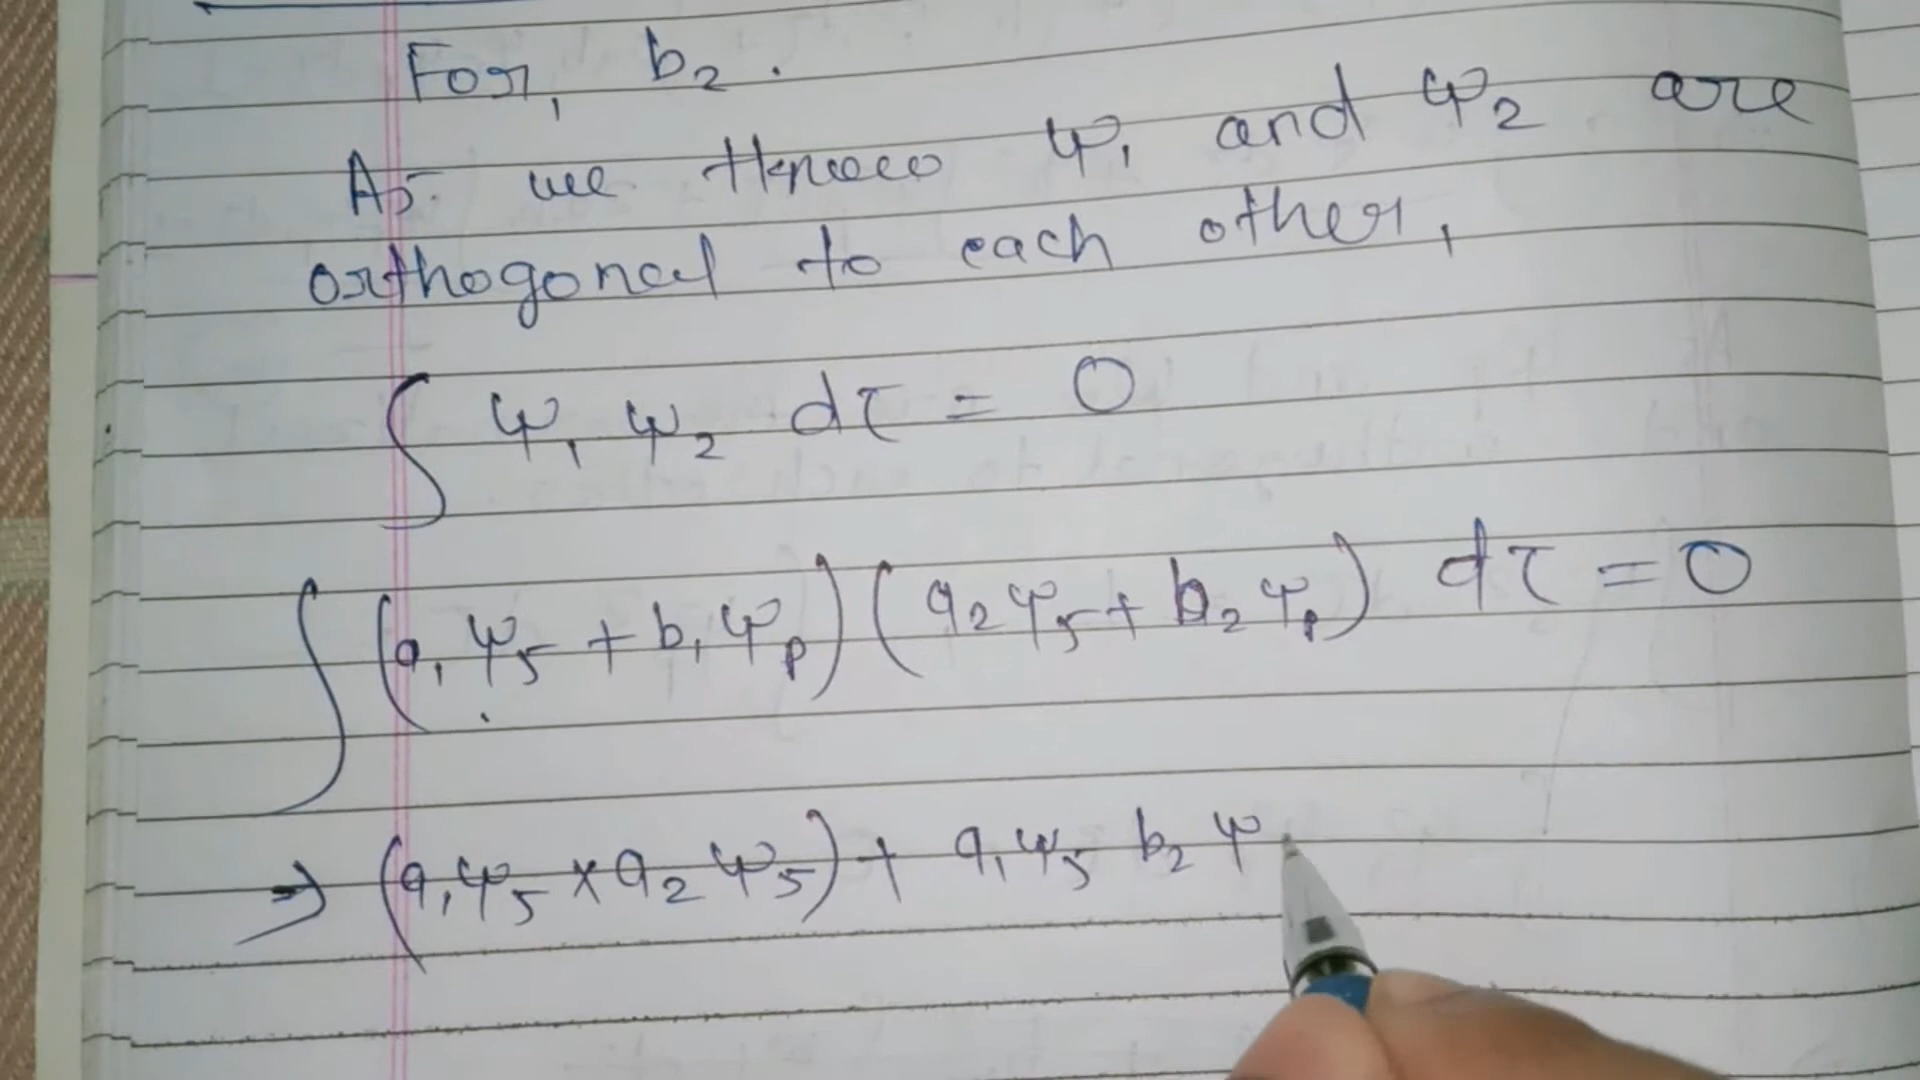 For, b₂.
As we know ψ₁ and ψ₂ are
orthogonal to each other,
∫ ψ₁ ψ₂ dτ = 0
∫ (a₁ψₛ + b₁ψₚ) (a₂ψₛ + b₂ψₚ) dτ = 0
⇒ (a₁ψₛ × a₂ψₛ) + a₁ψₛ b₂ψ